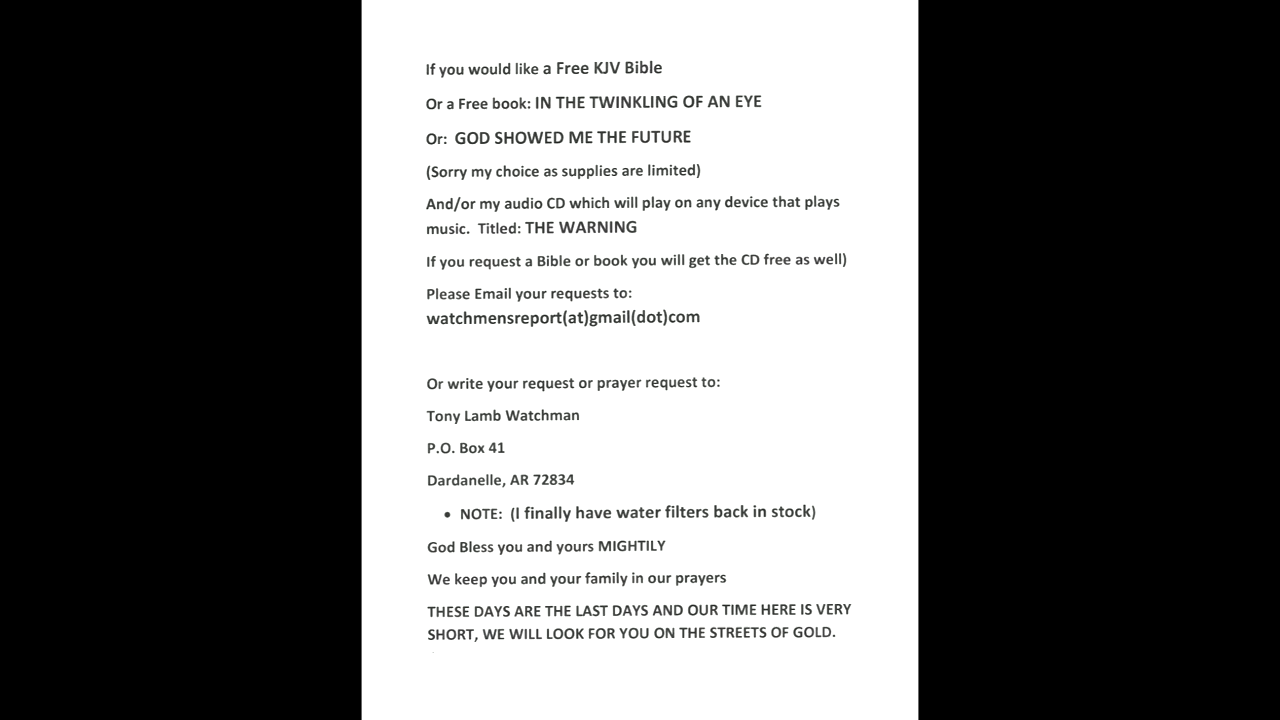 If you would like a Free KJV Bible
Or a Free book: IN THE TWINKLING OF AN EYE
Or:  GOD SHOWED ME THE FUTURE
(Sorry my choice as supplies are limited)
And/or my audio CD which will play on any device that plays
music.  Titled: THE WARNING
If you request a Bible or book you will get the CD free as well)
Please Email your requests to:
watchmensreport(at)gmail(dot)com
Or write your request or prayer request to:
Tony Lamb Watchman
P.O. Box 41
Dardanelle, AR 72834
• NOTE:  (I finally have water filters back in stock)
God Bless you and yours MIGHTILY
We keep you and your family in our prayers
THESE DAYS ARE THE LAST DAYS AND OUR TIME HERE IS VERY
SHORT, WE WILL LOOK FOR YOU ON THE STREETS OF GOLD.